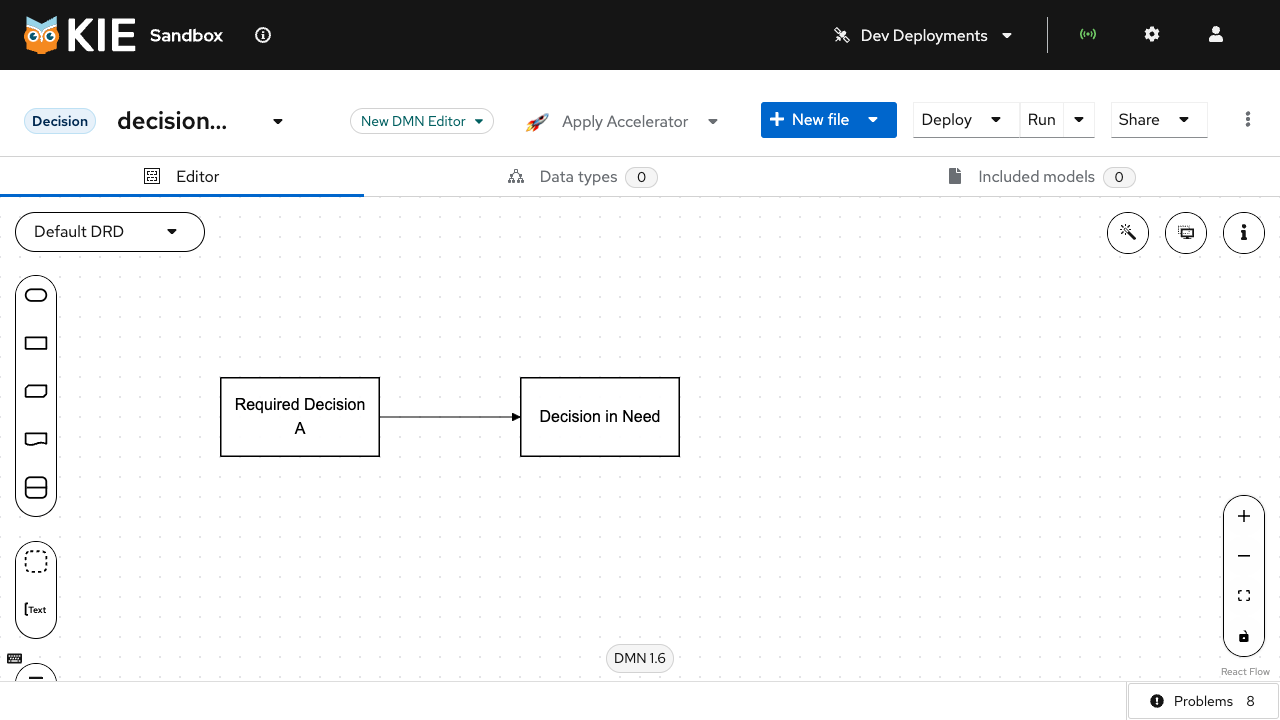 KIE Sandbox
Dev Deployments
Decision
decision...
New DMN Editor
Apply Accelerator
New file
Deploy
Run
Share
Editor
Data types 0
Included models 0
Default DRD
Required Decision
A
Decision in Need
Text
DMN 1.6
React Flow
Problems 8